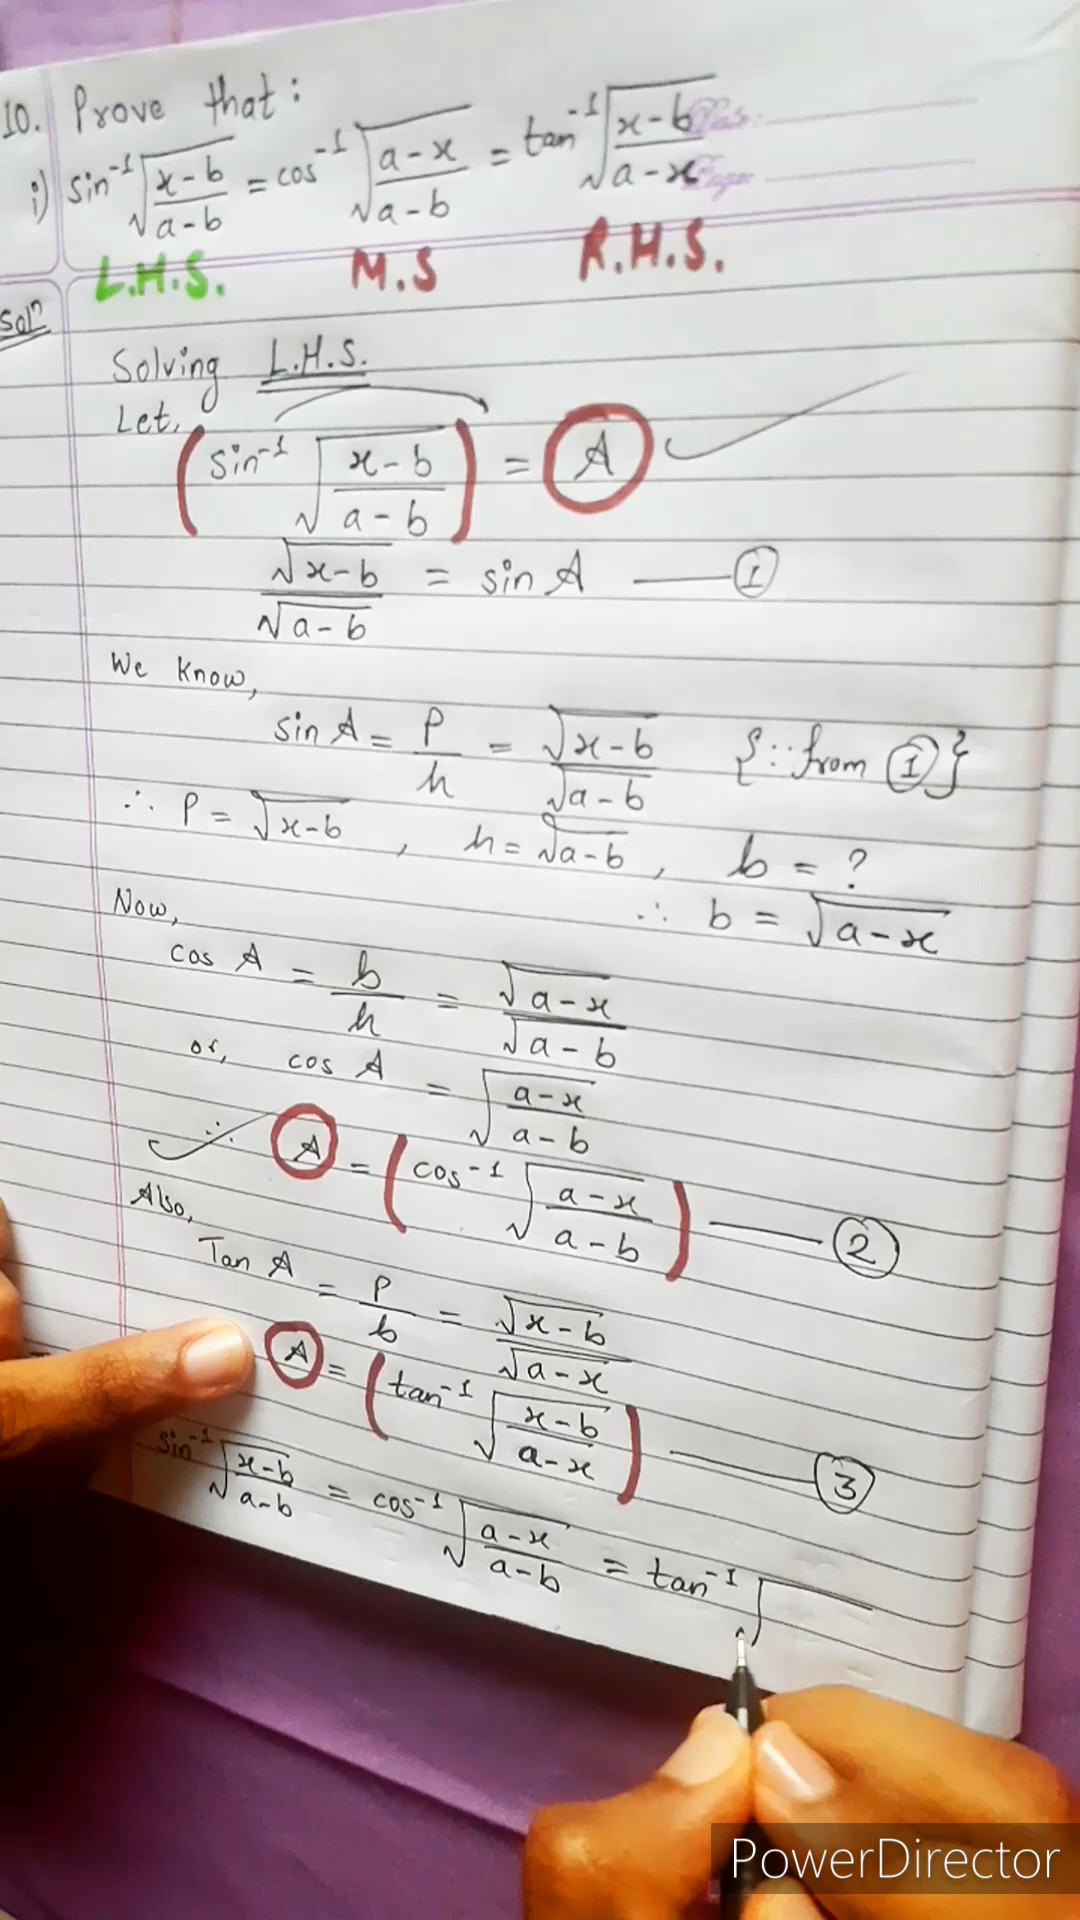 10. Prove that:
i) sin⁻¹√(x-b)/(a-b) = cos⁻¹√(a-x)/(a-b) = tan⁻¹√(x-b)/(a-x)
L.H.S. M.S R.H.S.
Solⁿ
Solving L.H.S.
Let,
(sin⁻¹√(x-b)/(a-b)) = A
√x-b/√a-b = sin A —— ①
We know,
sin A = P/h = √x-b/√a-b {∵ from ①}
∴ P = √x-b , h = √a-b , b = ?
∴ b = √a-x
Now,
cos A = b/h = √a-x/√a-b
or, cos A = √(a-x)/(a-b)
∴ A = (cos⁻¹√(a-x)/(a-b)) —— ②
Also,
Tan A = P/b = √x-b/√a-x
A = (tan⁻¹√(x-b)/(a-x)) —— ③
sin⁻¹√(x-b)/(a-b) = cos⁻¹√(a-x)/(a-b) = tan⁻¹√
PowerDirector